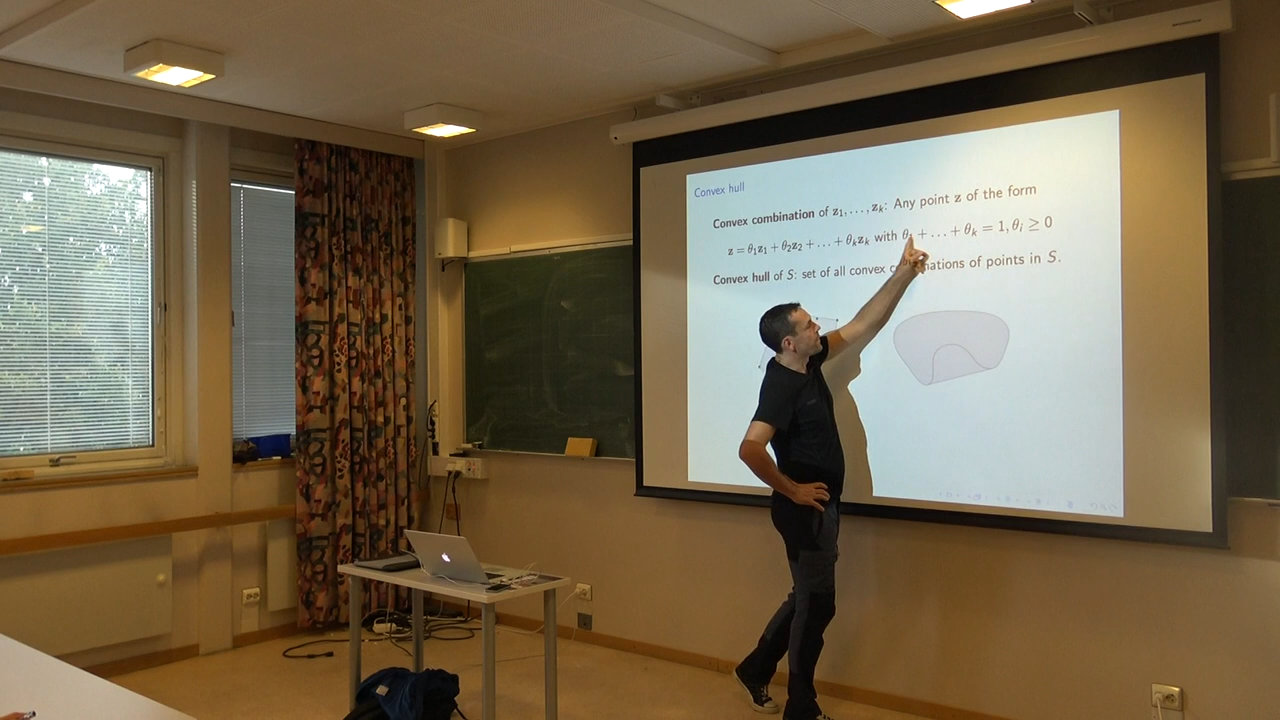 Convex hull
Convex combination of z₁, . . . , zₖ: Any point z of the form
z = θ₁z₁ + θ₂z₂ + . . . + θₖzₖ with θ₁ + . . . + θₖ = 1, θᵢ ≥ 0
Convex hull of S: set of all convex nations of points in S.